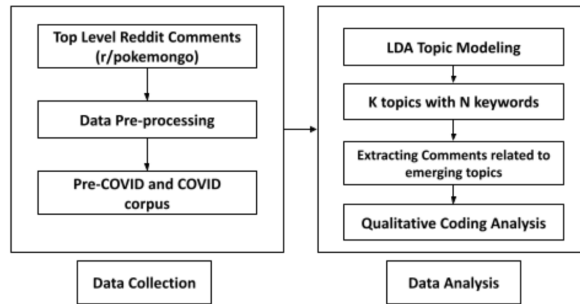 Top Level Reddit Comments
(r/pokemongo)
Data Pre-processing
Pre-COVID and COVID
corpus
Data Collection
LDA Topic Modeling
K topics with N keywords
Extracting Comments related to
emerging topics
Qualitative Coding Analysis
Data Analysis